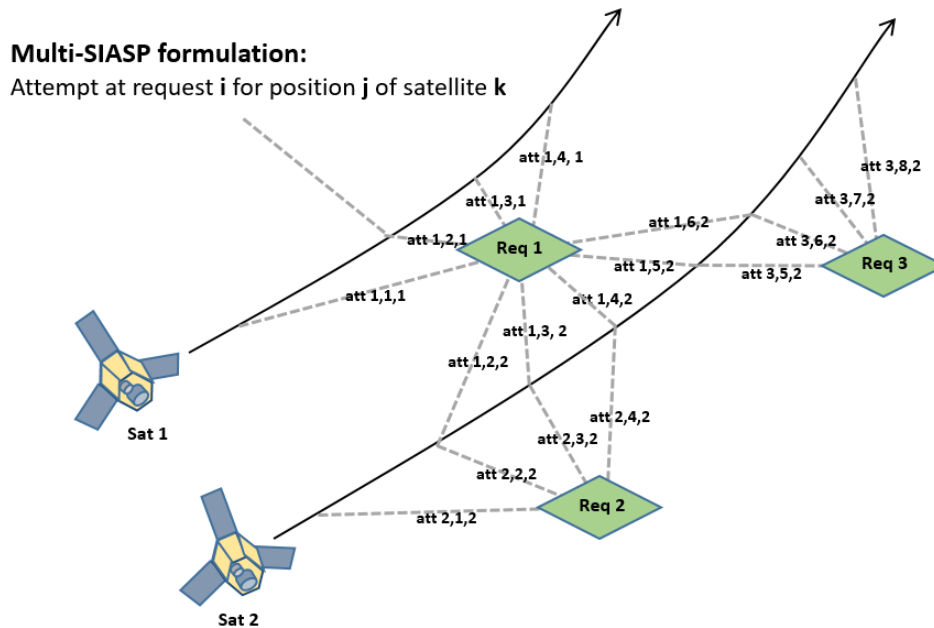 Multi-SIASP formulation:
Attempt at request i for position j of satellite k
att 1,4, 1
att 3,8,2
att 1,3,1
att 3,7,2
att 1,6,2
att 1,2,1
Req 1
att 3,6,2
Req 3
att 1,5,2
att 3,5,2
att 1,1,1
att 1,4,2
att 1,3, 2
att 1,2,2
Sat 1
att 2,4,2
att 2,3,2
att 2,2,2
Req 2
att 2,1,2
Sat 2